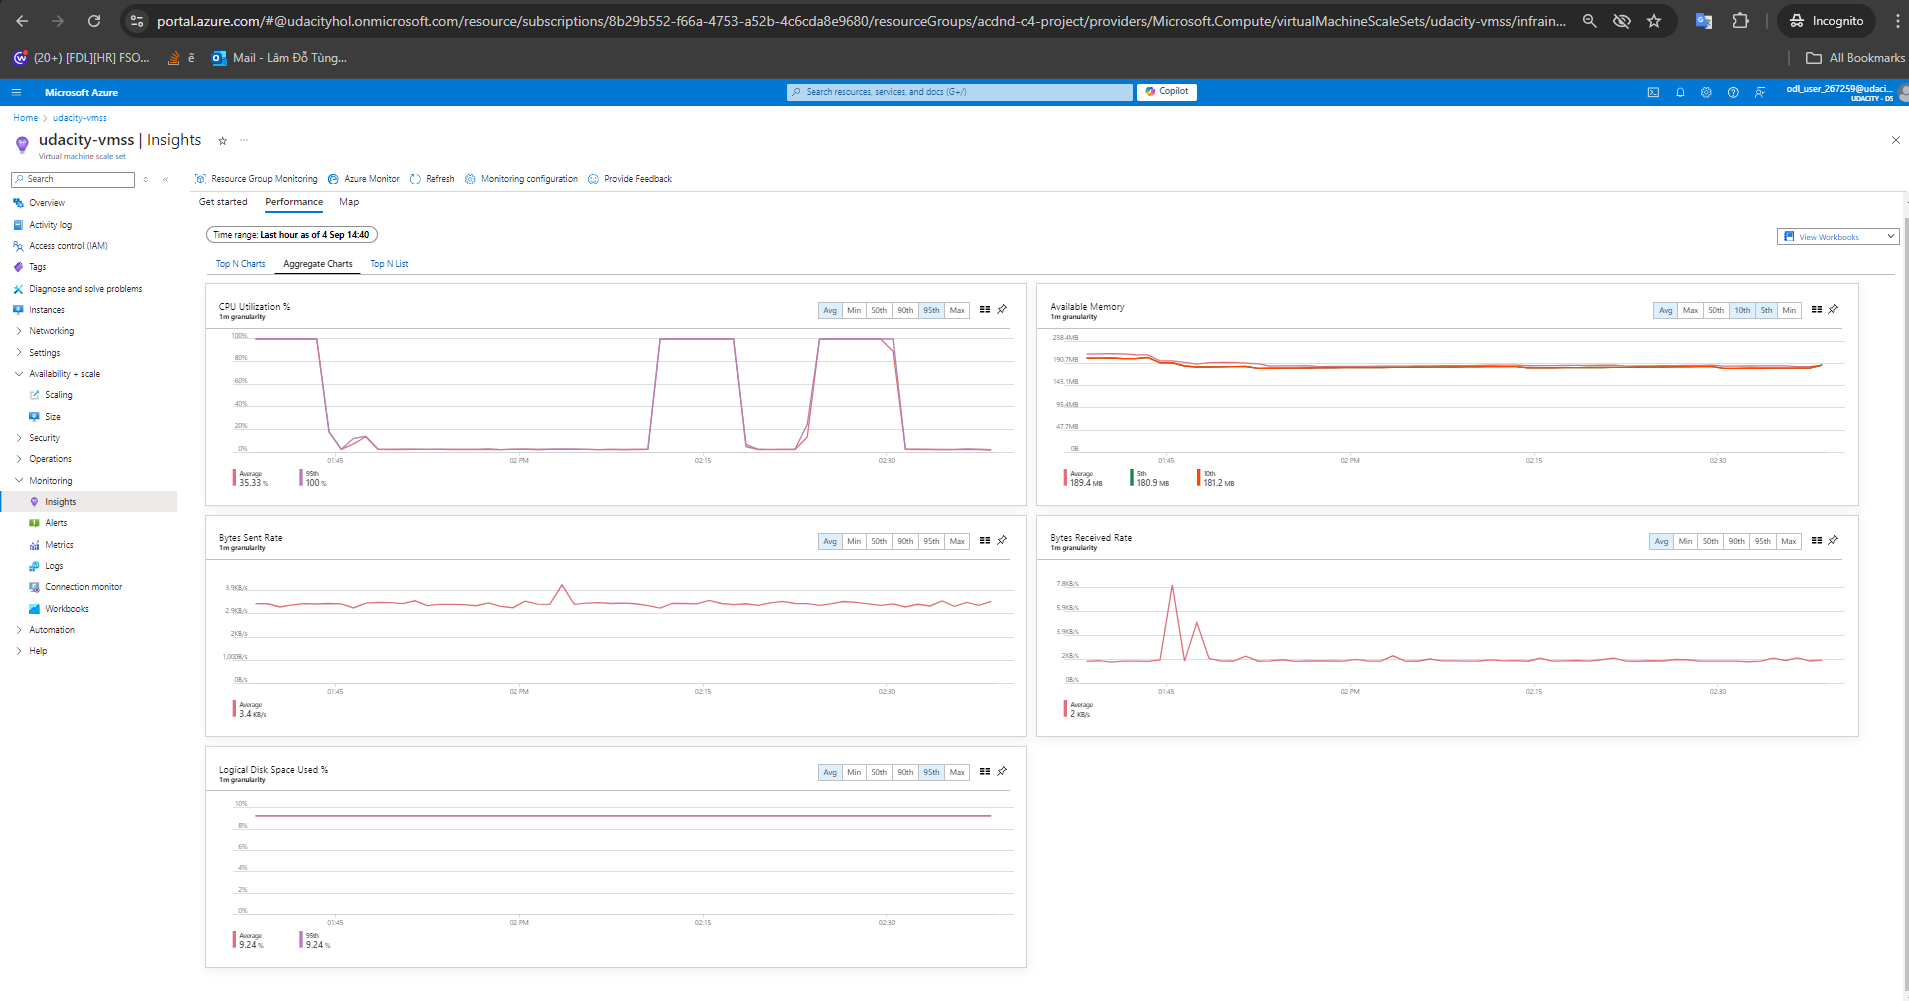 portal.azure.com/#@udacityhol.onmicrosoft.com/resource/subscriptions/8b29b552-f66a-4753-a52b-4c6cda8e9680/resourceGroups/acdnd-c4-project/providers/Microsoft.Compute/virtualMachineScaleSets/udacity-vmss/infrain...
Incognito
(20+) [FDL][HR] FSO...
ẽ
Mail - Lâm Đỗ Tùng...
All Bookmarks
Microsoft Azure
Search resources, services, and docs (G+/)
Copilot
odl_user_267259@udaci...
UDACITY - DS
Home > udacity-vmss
udacity-vmss | Insights
Virtual machine scale set
Search
Overview
Activity log
Access control (IAM)
Tags
Diagnose and solve problems
Instances
Networking
Settings
Availability + scale
Scaling
Size
Security
Operations
Monitoring
Insights
Alerts
Metrics
Logs
Connection monitor
Workbooks
Automation
Help
Resource Group Monitoring
Azure Monitor
Refresh
Monitoring configuration
Provide Feedback
Get started
Performance
Map
Time range: Last hour as of 4 Sep 14:40
View Workbooks
Top N Charts
Aggregate Charts
Top N List
CPU Utilization %
1m granularity
Avg Min 50th 90th 95th Max
100%
80%
60%
40%
20%
0%
01:45 02 PM 02:15 02:30
Average
35.33 %
95th
100 %
Available Memory
1m granularity
Avg Max 50th 10th 5th Min
238.4MB
190.7MB
143.1MB
95.4MB
47.7MB
0B
01:45 02 PM 02:15 02:30
Average
189.4 MB
5th
180.9 MB
10th
181.2 MB
Bytes Sent Rate
1m granularity
Avg Min 50th 90th 95th Max
3.9KB/s
2.9KB/s
2KB/s
1,000B/s
0B/s
01:45 02 PM 02:15 02:30
Average
3.4 KB/s
Bytes Received Rate
1m granularity
Avg Min 50th 90th 95th Max
7.8KB/s
5.9KB/s
3.9KB/s
2KB/s
0B/s
01:45 02 PM 02:15 02:30
Average
2 KB/s
Logical Disk Space Used %
1m granularity
Avg Min 50th 90th 95th Max
10%
8%
6%
4%
2%
0%
01:45 02 PM 02:15 02:30
Average
9.24 %
95th
9.24 %